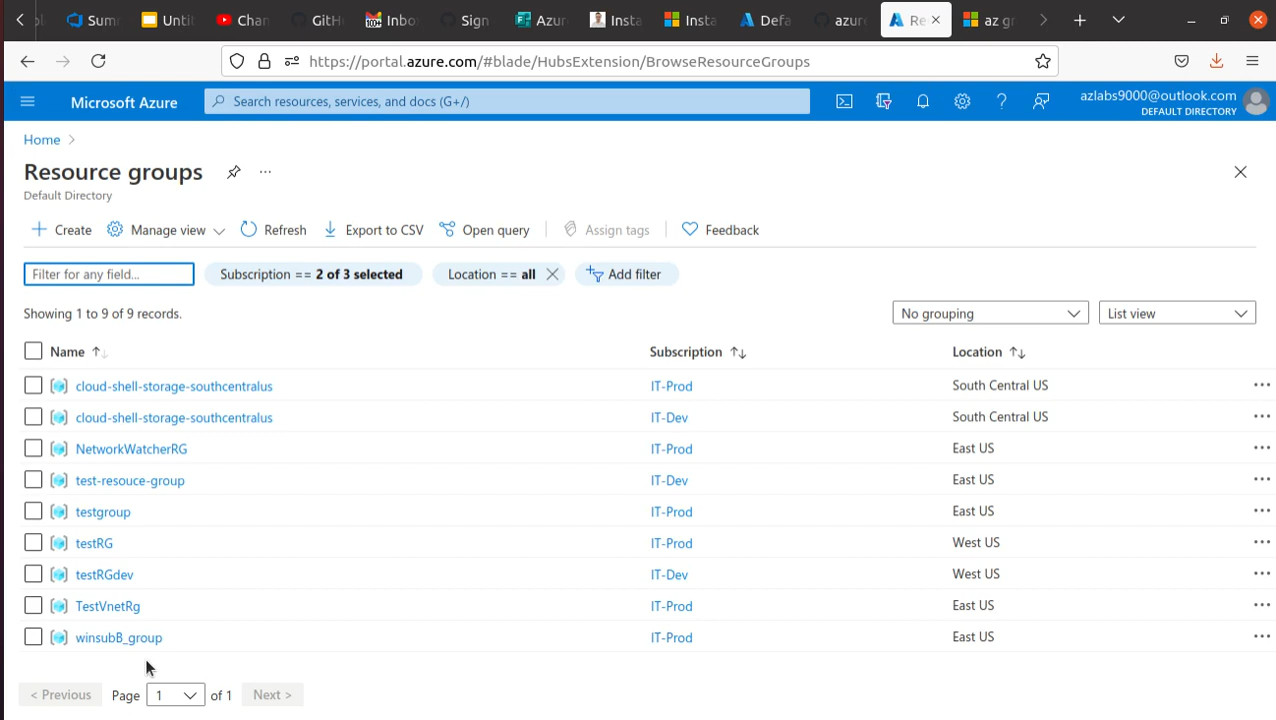 Summ
Unti
Chan
GitH
100+ Inbo
Sign
Azur
Insta
Insta
Defa
azure
Re
az gr
https://portal.azure.com/#blade/HubsExtension/BrowseResourceGroups
Microsoft Azure
Search resources, services, and docs (G+/)
azlabs9000@outlook.com
DEFAULT DIRECTORY
Home
Resource groups
Default Directory
Create Manage view Refresh Export to CSV Open query Assign tags Feedback
Filter for any field... Subscription == 2 of 3 selected Location == all Add filter
Showing 1 to 9 of 9 records. No grouping List view
Name Subscription Location
cloud-shell-storage-southcentralus IT-Prod South Central US
cloud-shell-storage-southcentralus IT-Dev South Central US
NetworkWatcherRG IT-Prod East US
test-resouce-group IT-Dev East US
testgroup IT-Prod East US
testRG IT-Prod West US
testRGdev IT-Dev West US
TestVnetRg IT-Prod East US
winsubB_group IT-Prod East US
< Previous Page 1 of 1 Next >